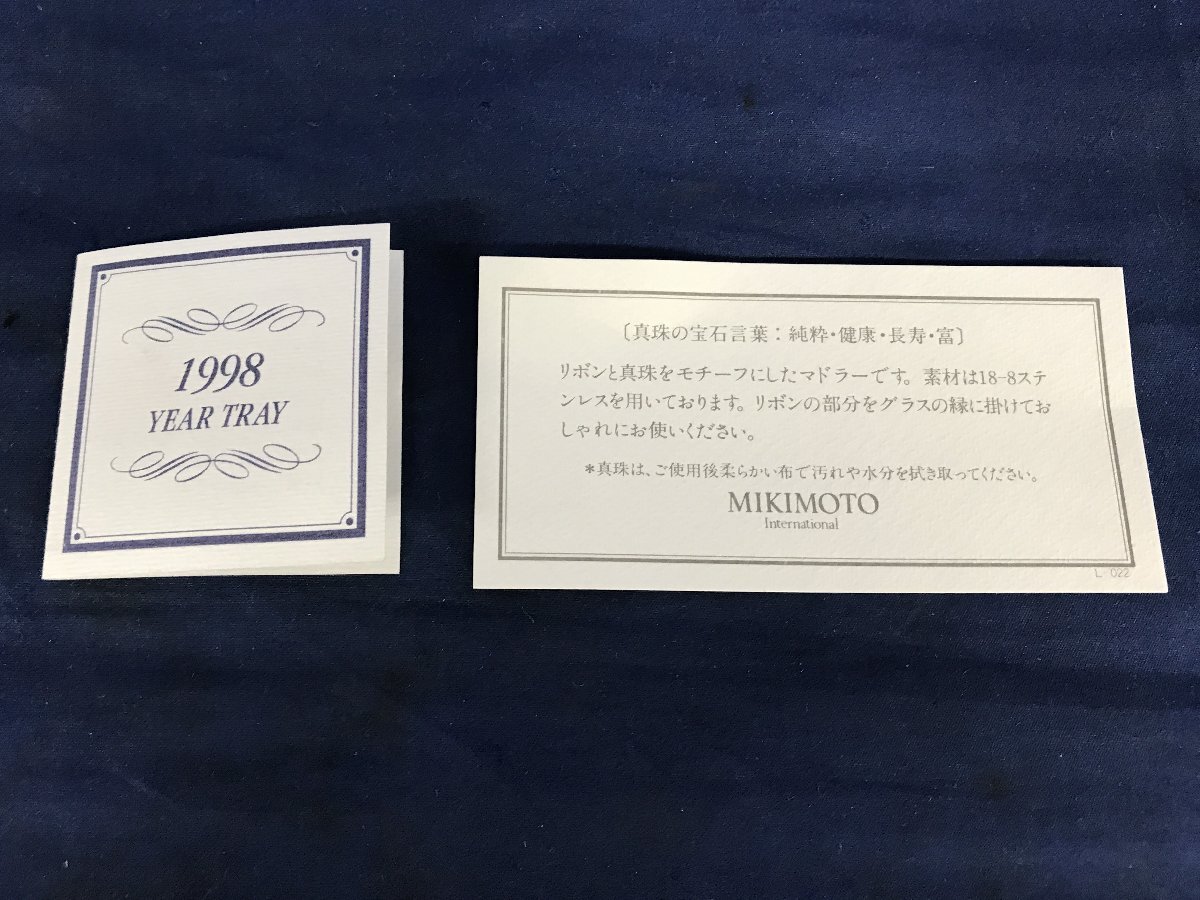 1998
YEAR TRAY
〔真珠の宝石言葉：純粋・健康・長寿・富〕
リボンと真珠をモチーフにしたマドラーです。素材は18-8ステ
ンレスを用いております。リボンの部分をグラスの縁に掛けてお
しゃれにお使いください。
＊真珠は、ご使用後柔らかい布で汚れや水分を拭き取ってください。
MIKIMOTO
International
L-022